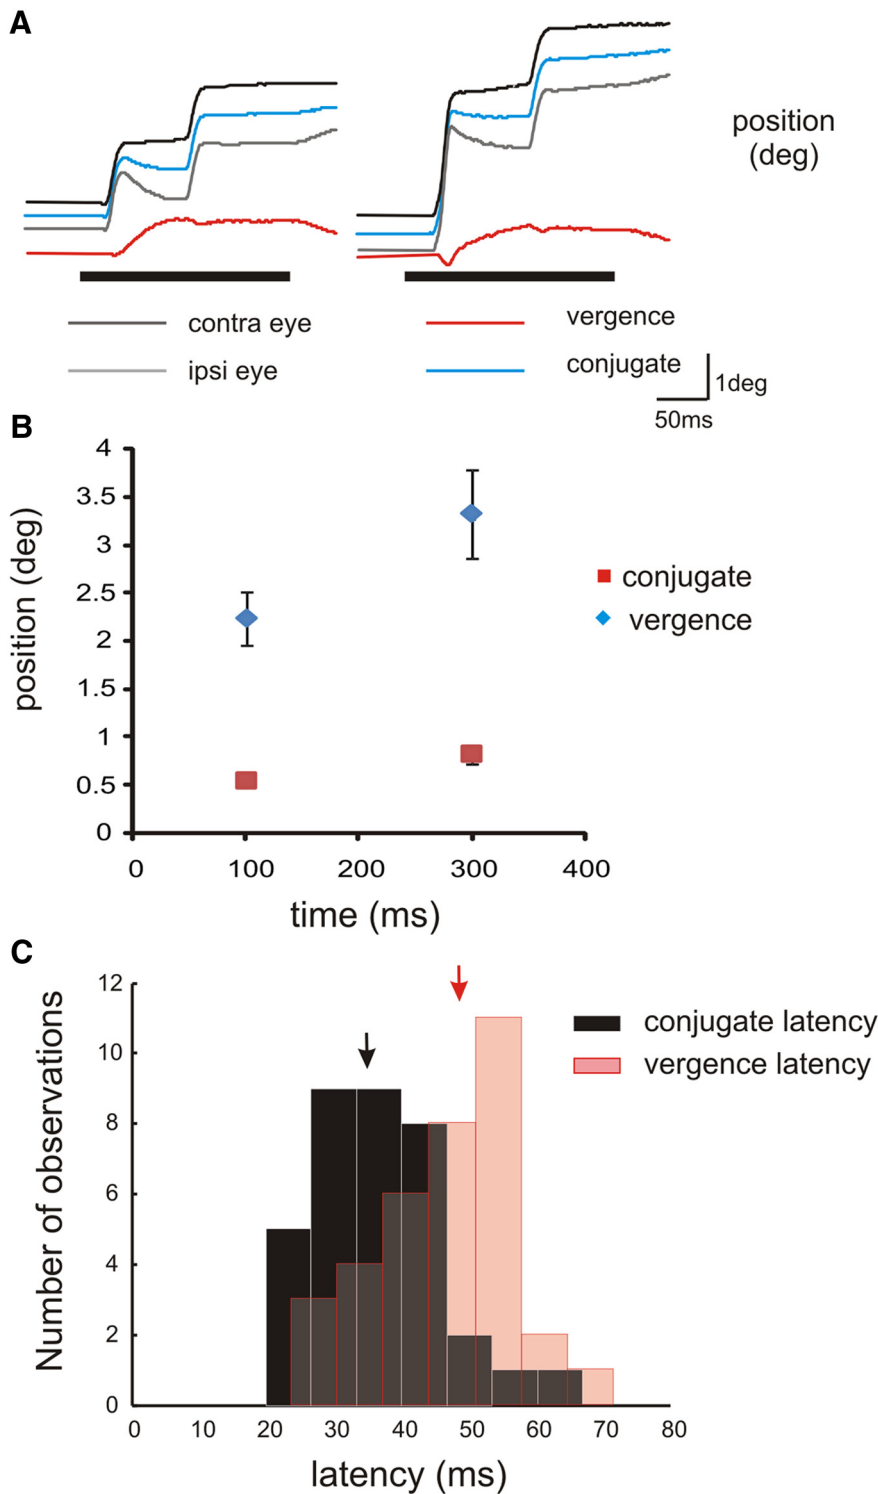 A
position
(deg)
contra eye
vergence
ipsi eye
conjugate
1deg
50ms
B
4
3.5
3
2.5
2
1.5
1
0.5
0
position (deg)
conjugate
vergence
0 100 200 300 400
time (ms)
C
12
10
8
6
4
2
0
Number of observations
conjugate latency
vergence latency
0 10 20 30 40 50 60 70 80
latency (ms)